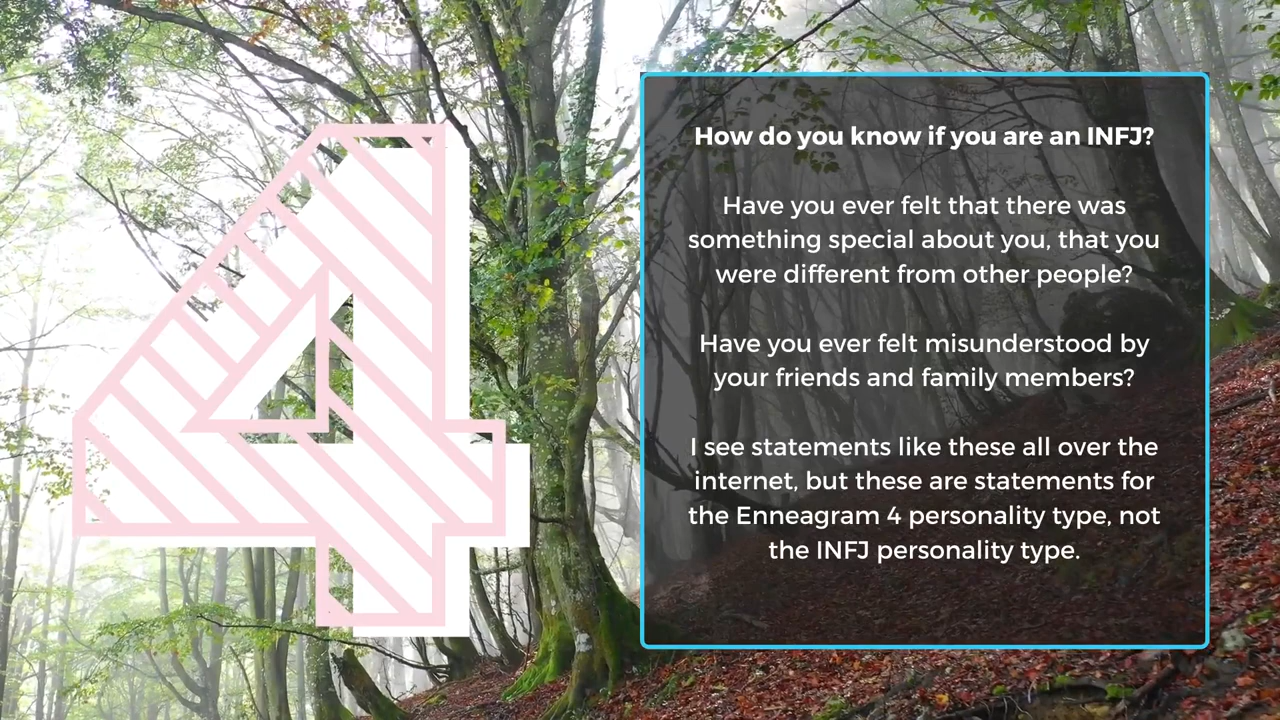 4
How do you know if you are an INFJ?
Have you ever felt that there was
something special about you, that you
were different from other people?
Have you ever felt misunderstood by
your friends and family members?
I see statements like these all over the
internet, but these are statements for
the Enneagram 4 personality type, not
the INFJ personality type.